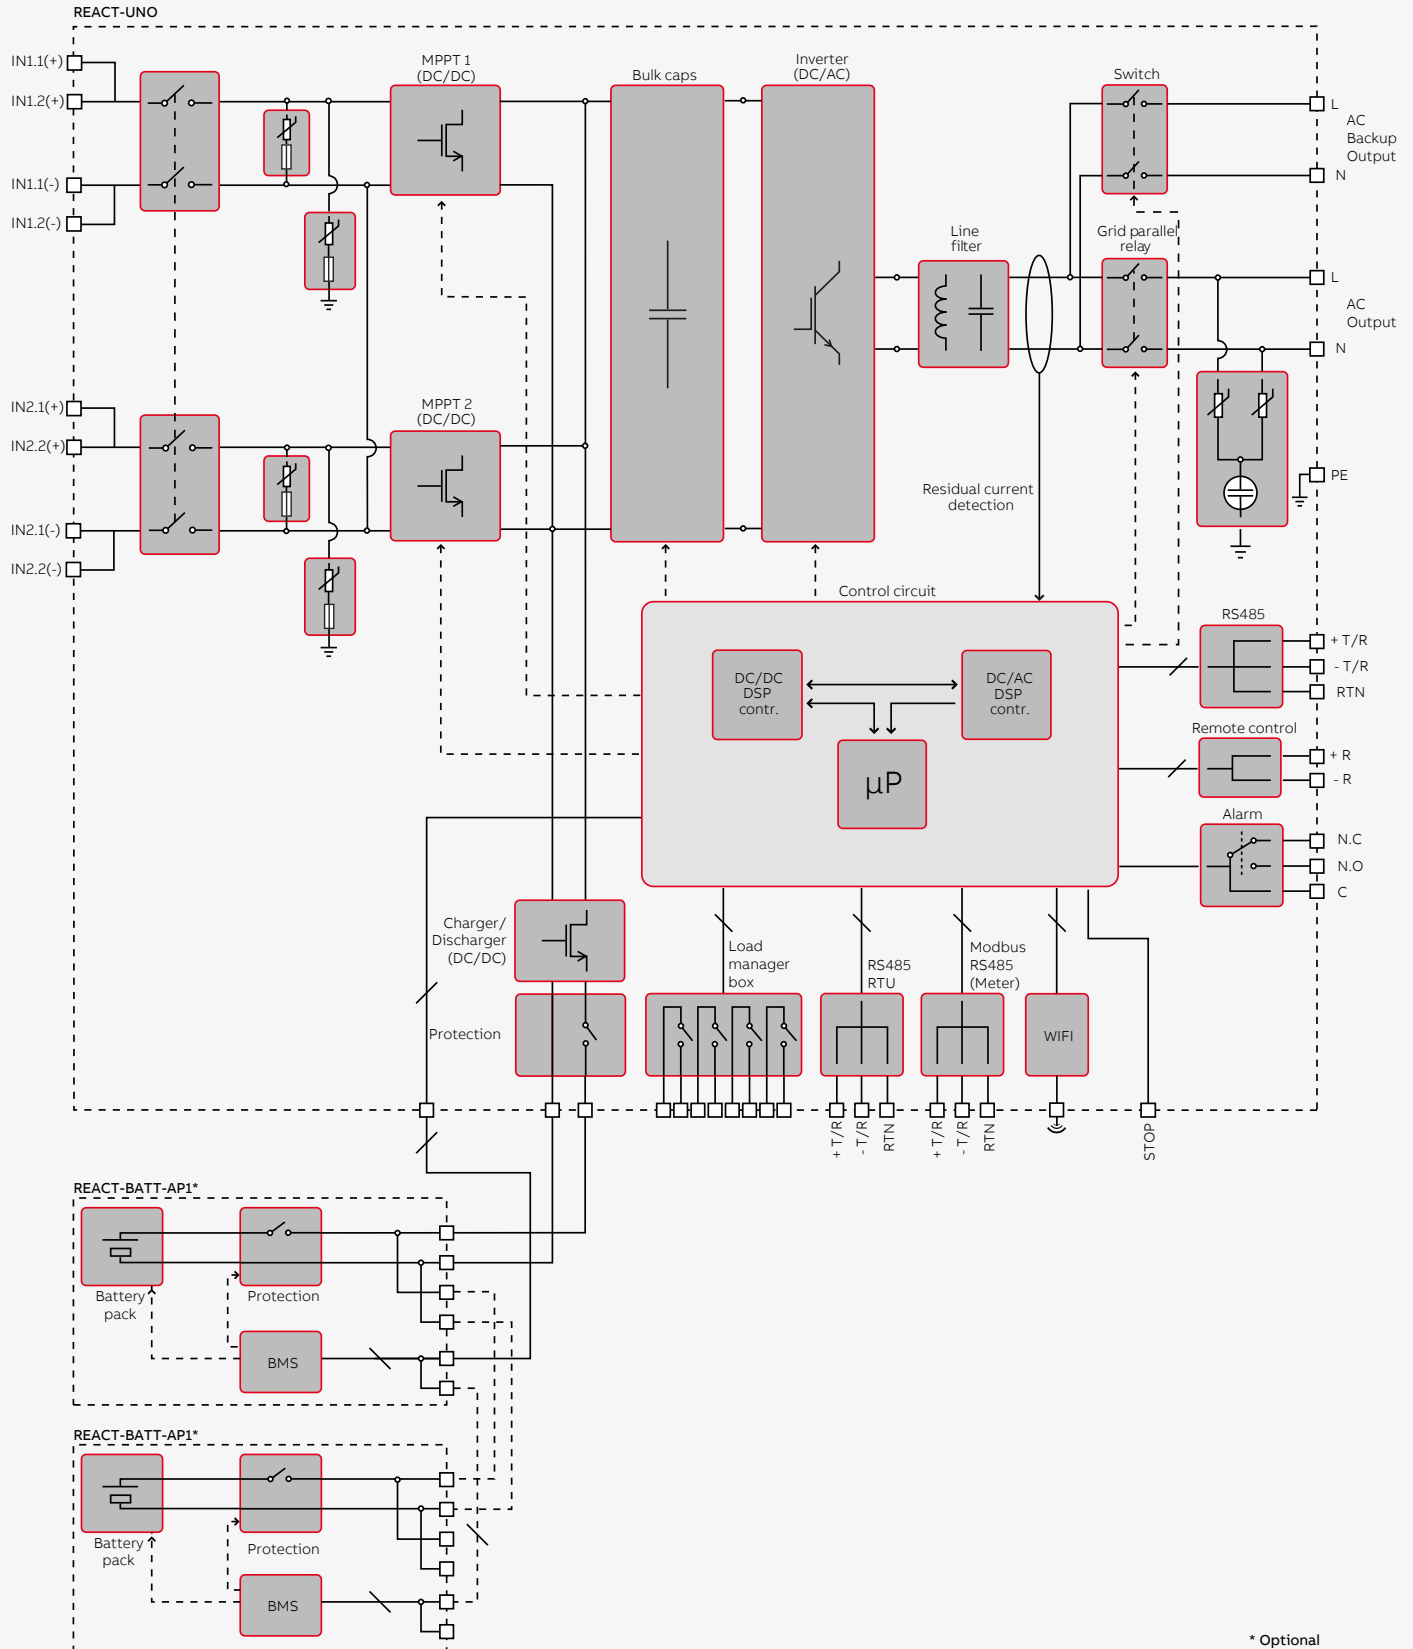 REACT-UNO
IN1.1(+)
IN1.2(+)
IN1.1(-)
IN1.2(-)
MPPT 1
(DC/DC)
Bulk caps
Inverter
(DC/AC)
Switch
L
AC
Backup
Output
N
Line
filter
Grid parallel
relay
L
AC
Output
N
IN2.1(+)
IN2.2(+)
IN2.1(-)
IN2.2(-)
MPPT 2
(DC/DC)
Residual current
detection
PE
Control circuit
DC/DC
DSP
contr.
DC/AC
DSP
contr.
µP
RS485
+ T/R
- T/R
RTN
Remote control
+ R
- R
Alarm
N.C
N.O
C
Charger/
Discharger
(DC/DC)
Protection
Load
manager
box
RS485
RTU
Modbus
RS485
(Meter)
WIFI
+ T/R
- T/R
RTN
+ T/R
- T/R
RTN
STOP
REACT-BATT-AP1*
Battery
pack
Protection
BMS
REACT-BATT-AP1*
Battery
pack
Protection
BMS
* Optional